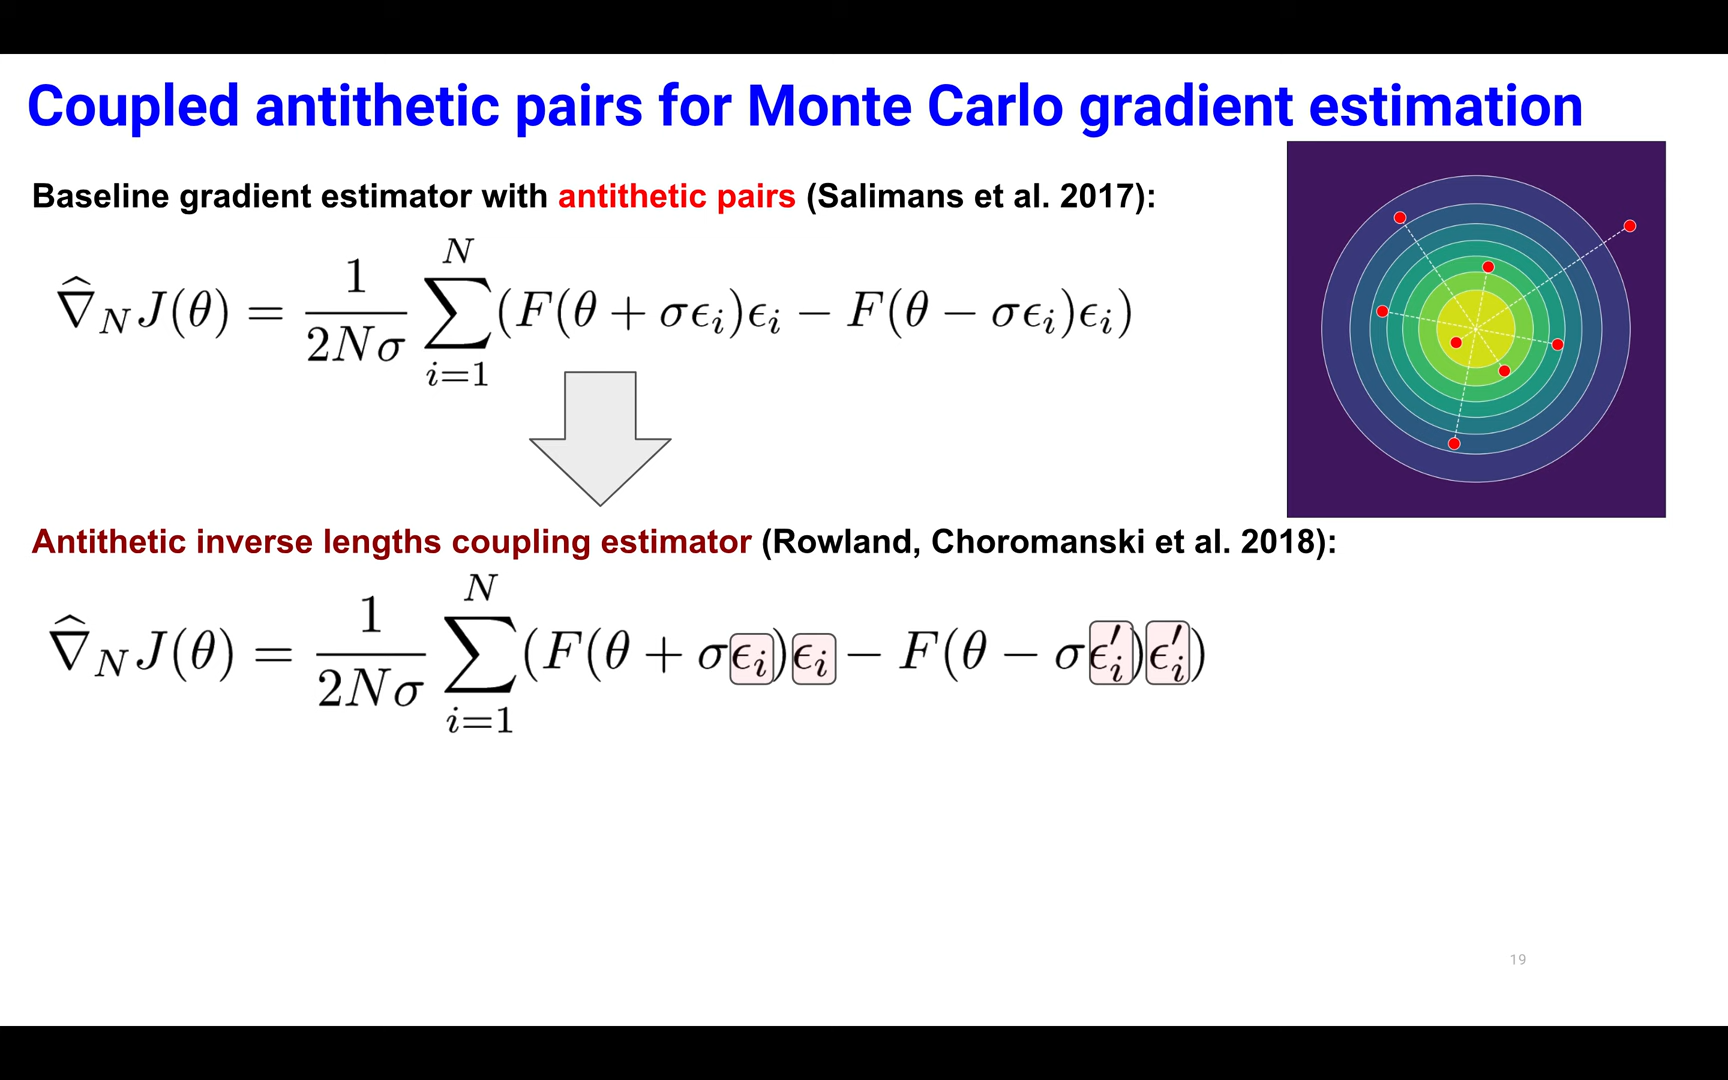 Coupled antithetic pairs for Monte Carlo gradient estimation
Baseline gradient estimator with antithetic pairs (Salimans et al. 2017):
$\widehat{\nabla}_N J(\theta) = \frac{1}{2N\sigma} \sum_{i=1}^{N} (F(\theta + \sigma\epsilon_i)\epsilon_i - F(\theta - \sigma\epsilon_i)\epsilon_i)$
Antithetic inverse lengths coupling estimator (Rowland, Choromanski et al. 2018):
$\widehat{\nabla}_N J(\theta) = \frac{1}{2N\sigma} \sum_{i=1}^{N} (F(\theta + \sigma\epsilon_i)\epsilon_i - F(\theta - \sigma\epsilon_i')\epsilon_i')$
19